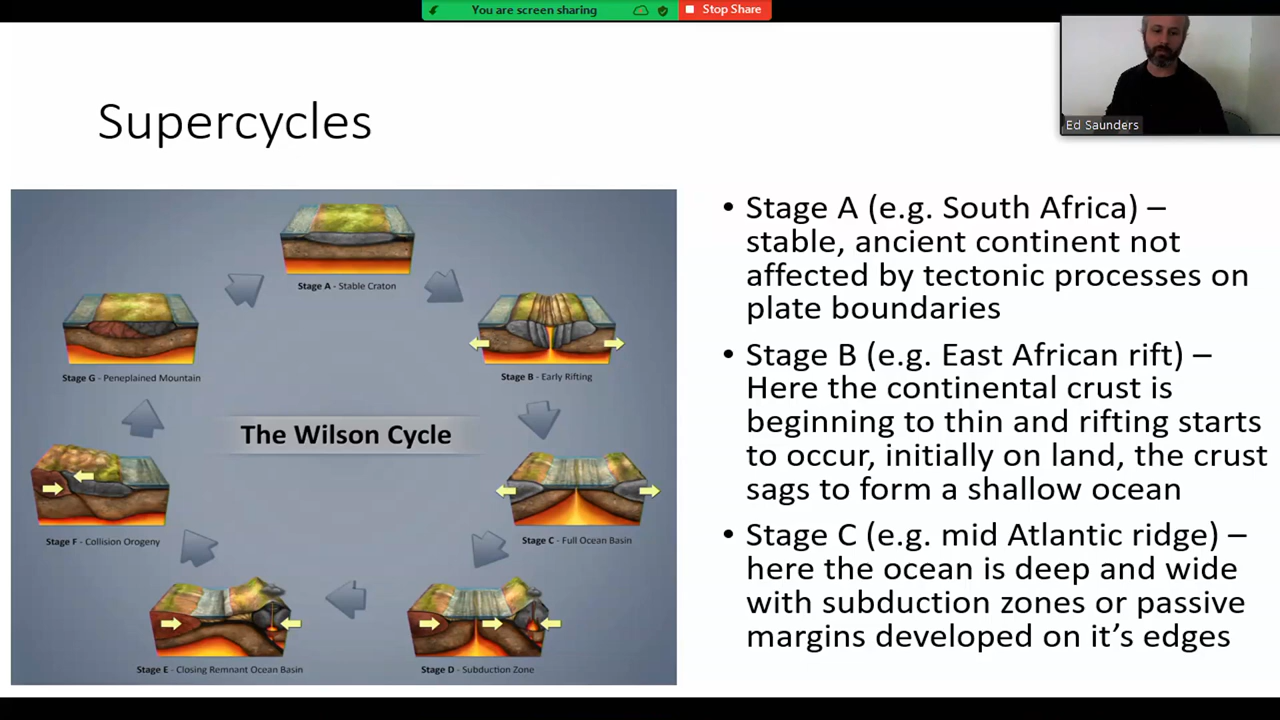 You are screen sharing
Stop Share
Ed Saunders
Supercycles
Stage A - Stable Craton
Stage B - Early Rifting
Stage C - Full Ocean Basin
Stage D - Subduction Zone
Stage E - Closing Remnant Ocean Basin
Stage F - Collision Orogeny
Stage G - Peneplained Mountain
The Wilson Cycle
• Stage A (e.g. South Africa) –
stable, ancient continent not
affected by tectonic processes on
plate boundaries
• Stage B (e.g. East African rift) –
Here the continental crust is
beginning to thin and rifting starts
to occur, initially on land, the crust
sags to form a shallow ocean
• Stage C (e.g. mid Atlantic ridge) –
here the ocean is deep and wide
with subduction zones or passive
margins developed on it's edges